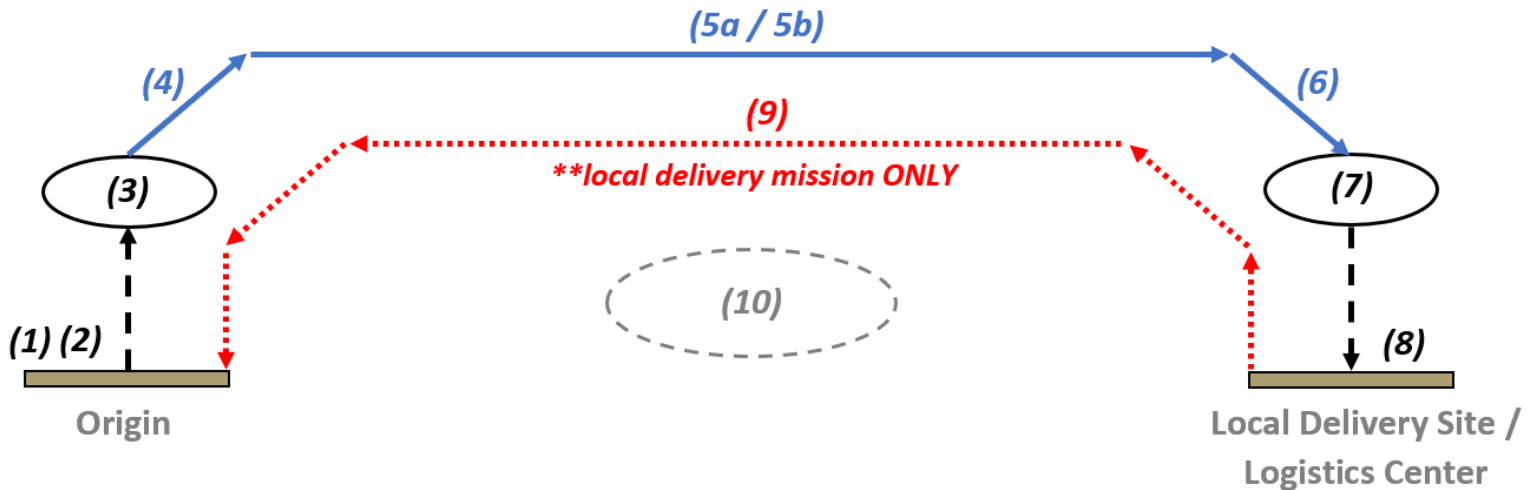 (5a / 5b)
(4)
(6)
(9)
**local delivery mission ONLY
(3)
(7)
(10)
(1) (2)
(8)
Origin
Local Delivery Site /
Logistics Center